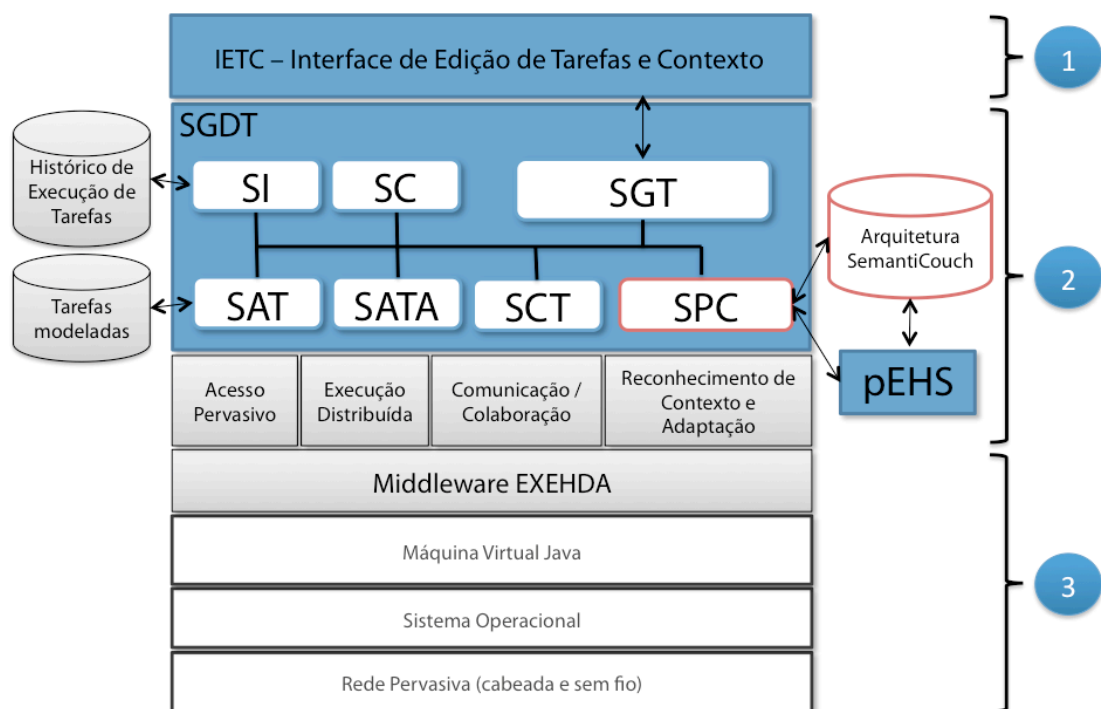 IETC – Interface de Edição de Tarefas e Contexto
1
SGDT
Histórico de
Execução de
Tarefas
SI
SC
SGT
Arquitetura
SemantiCouch
2
Tarefas
modeladas
SAT
SATA
SCT
SPC
pEHS
Acesso
Pervasivo
Execução
Distribuída
Comunicação /
Colaboração
Reconhecimento de
Contexto e
Adaptação
Middleware EXEHDA
Máquina Virtual Java
3
Sistema Operacional
Rede Pervasiva (cabeada e sem fio)